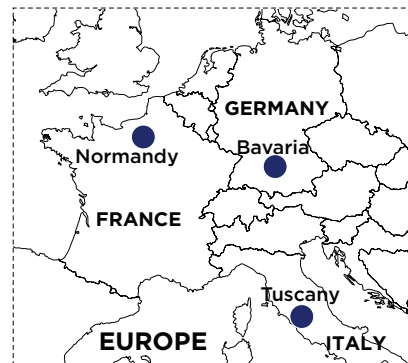 GERMANY
Bavaria
Normandy
FRANCE
Tuscany
EUROPE
ITALY